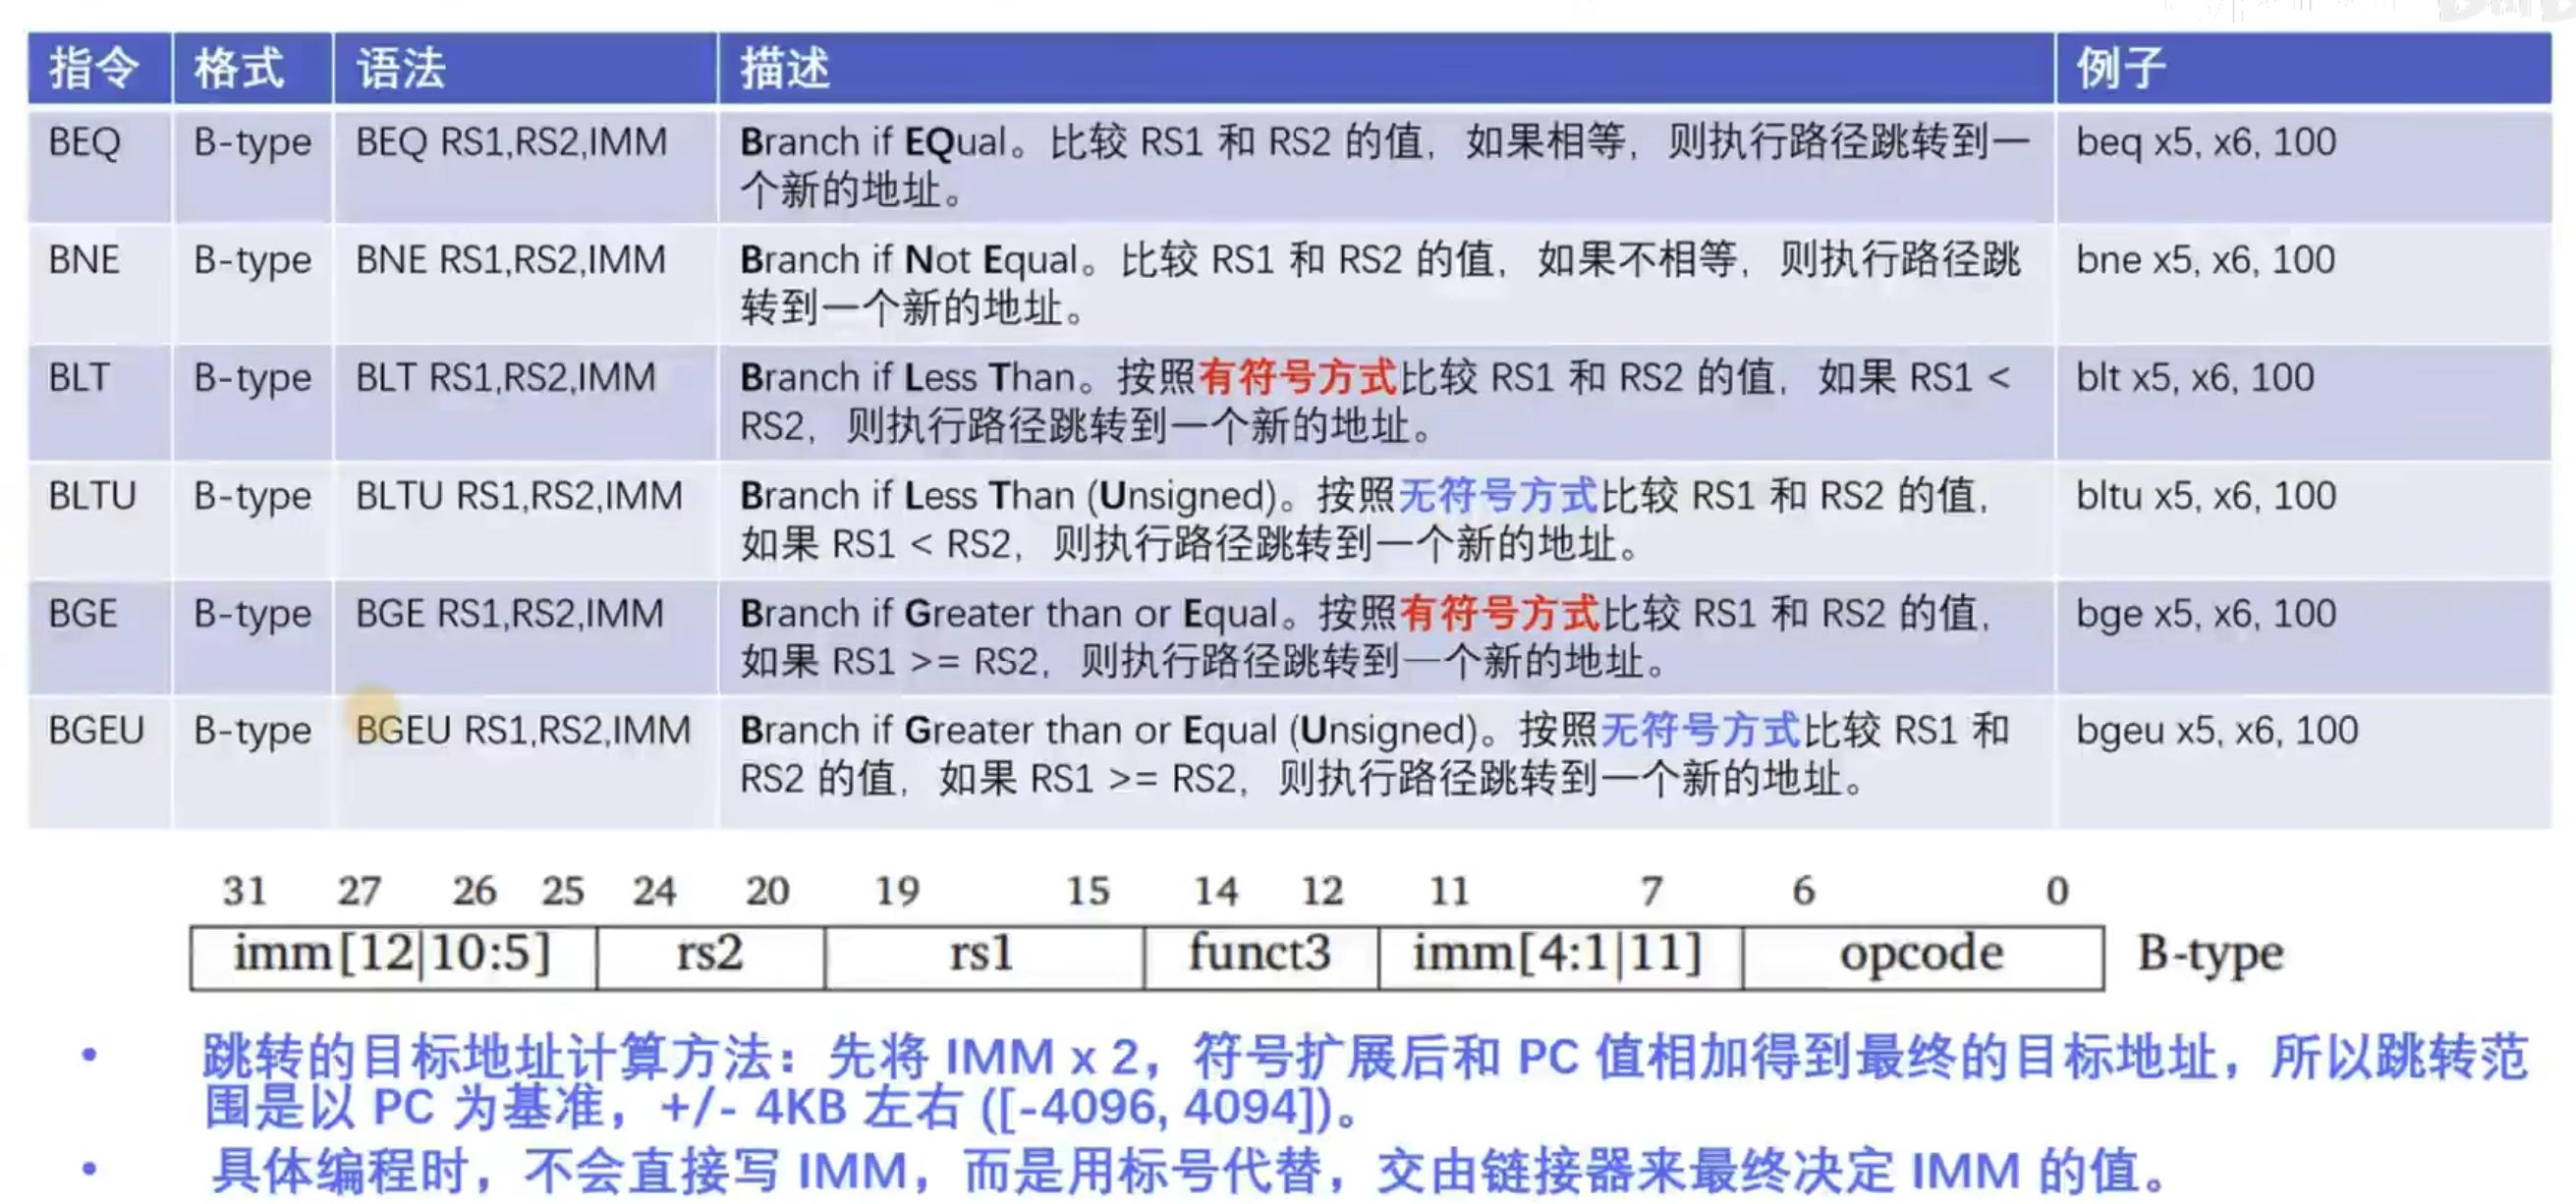 指令 格式 语法 描述 例子
BEQ B-type BEQ RS1,RS2,IMM Branch if EQual。比较 RS1 和 RS2 的值，如果相等，则执行路径跳转到一 beq x5, x6, 100
个新的地址。
BNE B-type BNE RS1,RS2,IMM Branch if Not Equal。比较 RS1 和 RS2 的值，如果不相等，则执行路径跳 bne x5, x6, 100
转到一个新的地址。
BLT B-type BLT RS1,RS2,IMM Branch if Less Than。按照有符号方式比较 RS1 和 RS2 的值，如果 RS1 < blt x5, x6, 100
RS2，则执行路径跳转到一个新的地址。
BLTU B-type BLTU RS1,RS2,IMM Branch if Less Than (Unsigned)。按照无符号方式比较 RS1 和 RS2 的值， bltu x5, x6, 100
如果 RS1 < RS2，则执行路径跳转到一个新的地址。
BGE B-type BGE RS1,RS2,IMM Branch if Greater than or Equal。按照有符号方式比较 RS1 和 RS2 的值， bge x5, x6, 100
如果 RS1 >= RS2，则执行路径跳转到一个新的地址。
BGEU B-type BGEU RS1,RS2,IMM Branch if Greater than or Equal (Unsigned)。按照无符号方式比较 RS1 和 bgeu x5, x6, 100
RS2 的值，如果 RS1 >= RS2，则执行路径跳转到一个新的地址。
31 27 26 25 24 20 19 15 14 12 11 7 6 0
imm[12|10:5] rs2 rs1 funct3 imm[4:1|11] opcode B-type
• 跳转的目标地址计算方法：先将 IMM x 2，符号扩展后和 PC 值相加得到最终的目标地址，所以跳转范
围是以 PC 为基准，+/- 4KB 左右 ([-4096, 4094])。
• 具体编程时，不会直接写 IMM，而是用标号代替，交由链接器来最终决定 IMM 的值。